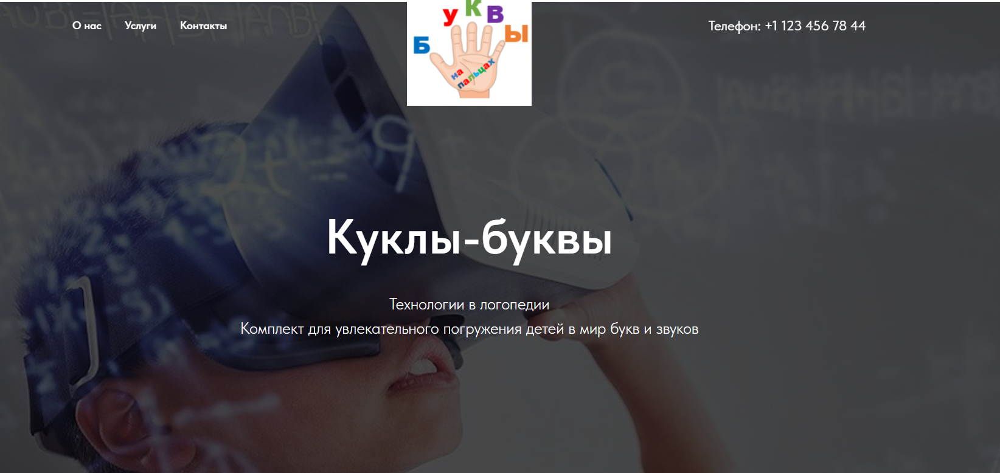 О нас Услуги Контакты
Буквы
на
пальцах
Телефон: +1 123 456 78 44
Куклы-буквы
Технологии в логопедии
Комплект для увлекательного погружения детей в мир букв и звуков